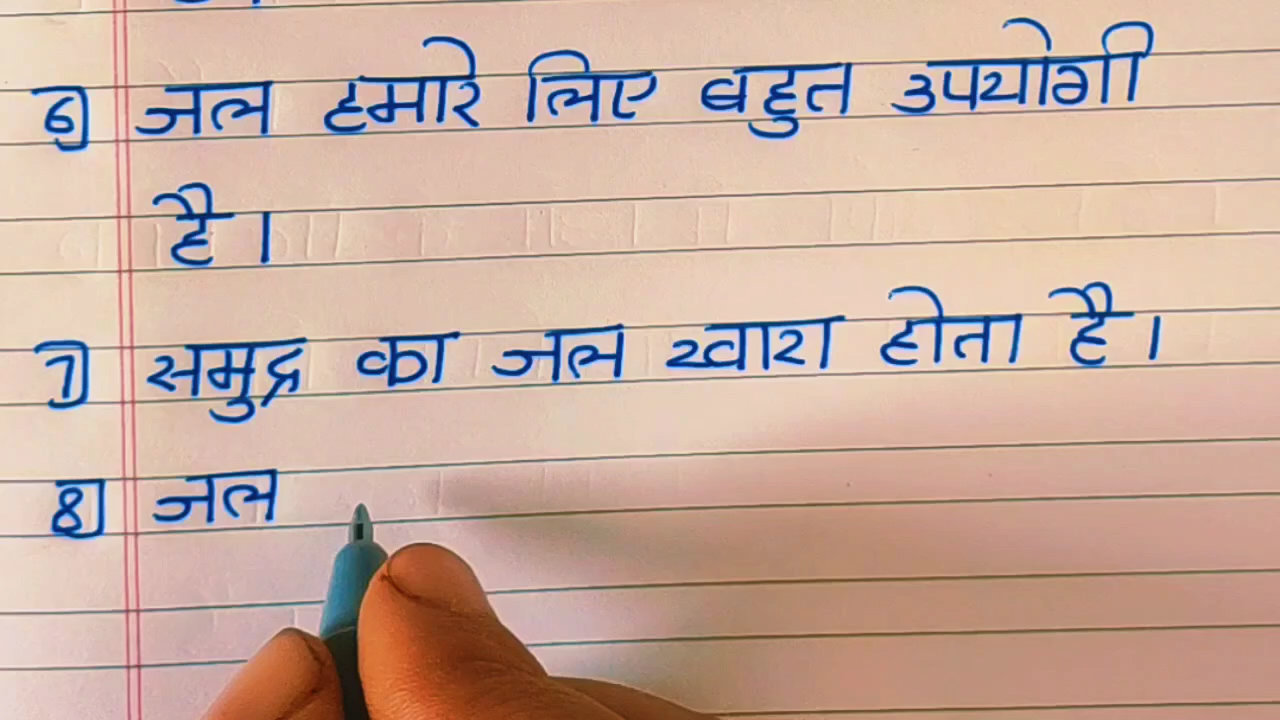 6) जल हमारे लिए बहुत उपयोगी
है।
7) समुद्र का जल खारा होता है।
8) जल